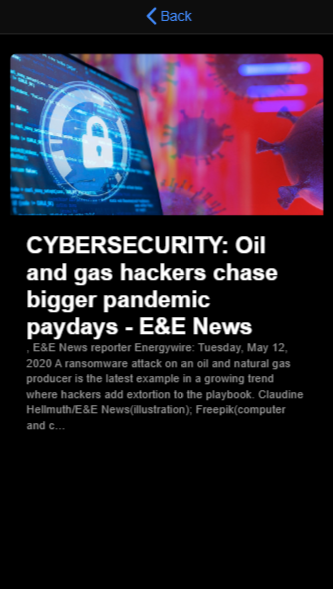 Back
CYBERSECURITY: Oil
and gas hackers chase
bigger pandemic
paydays - E&E News
, E&E News reporter Energywire: Tuesday, May 12,
2020 A ransomware attack on an oil and natural gas
producer is the latest example in a growing trend
where hackers add extortion to the playbook. Claudine
Hellmuth/E&E News(illustration); Freepik(computer
and c...